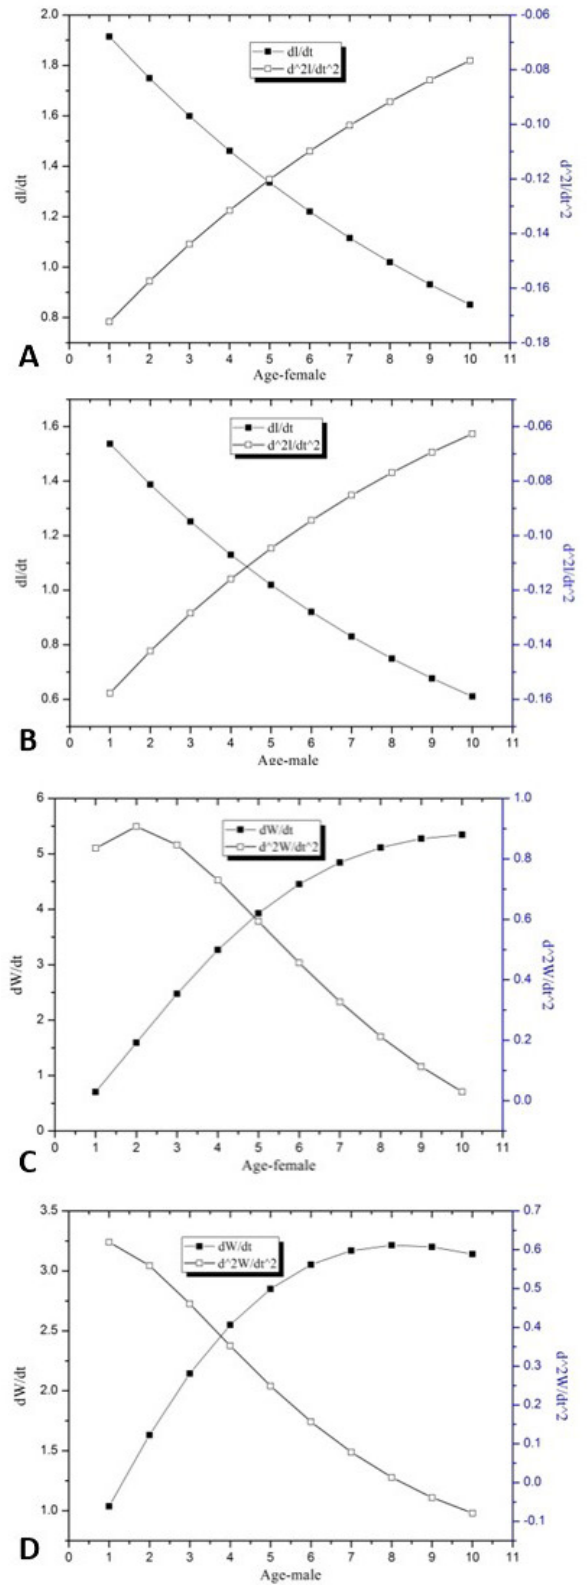 2.0
1.8
1.6
1.4
1.2
1.0
0.8
dl/dt
dl/dt
d^2l/dt^2
-0.06
-0.08
-0.10
-0.12
-0.14
-0.16
-0.18
d^2l/dt^2
A
0 1 2 3 4 5 6 7 8 9 10 11
Age-female
1.6
1.4
1.2
1.0
0.8
0.6
dl/dt
dl/dt
d^2l/dt^2
-0.06
-0.08
-0.10
-0.12
-0.14
-0.16
d^2l/dt^2
B
0 1 2 3 4 5 6 7 8 9 10 11
Age-male
6
5
4
3
2
1
0
dW/dt
dW/dt
d^2W/dt^2
1.0
0.8
0.6
0.4
0.2
0.0
d^2W/dt^2
C
0 1 2 3 4 5 6 7 8 9 10 11
Age-female
3.5
3.0
2.5
2.0
1.5
1.0
dW/dt
dW/dt
d^2W/dt^2
0.7
0.6
0.5
0.4
0.3
0.2
0.1
0.0
-0.1
d^2W/dt^2
D
0 1 2 3 4 5 6 7 8 9 10 11
Age-male